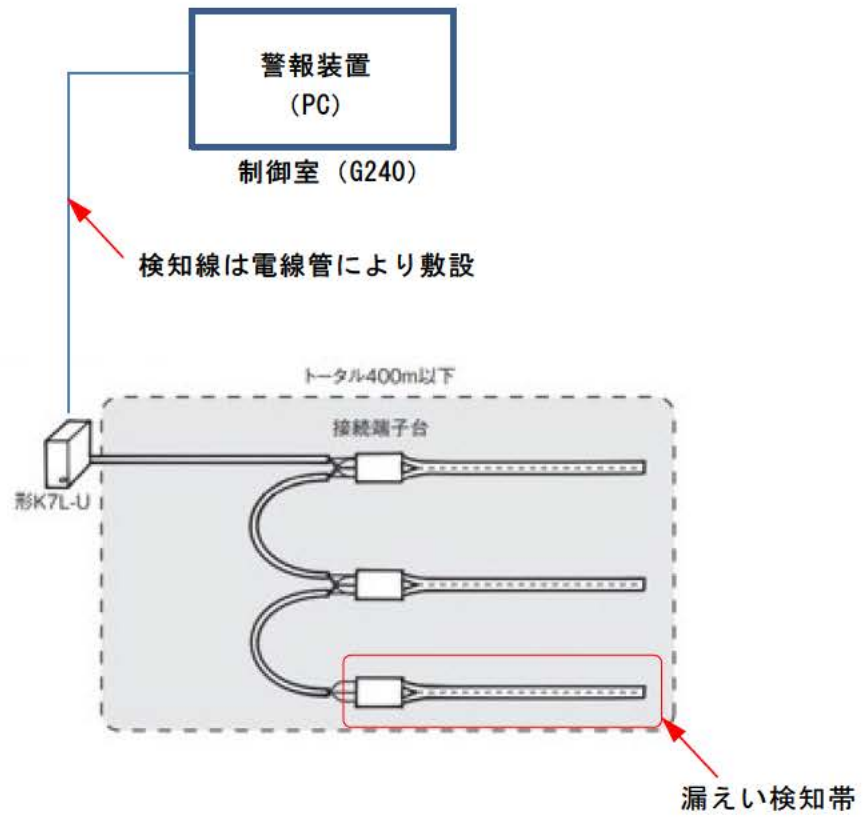 警報装置
（PC）
制御室（G240）
検知線は電線管により敷設
トータル400m以下
接続端子台
形K7L-U
漏えい検知帯